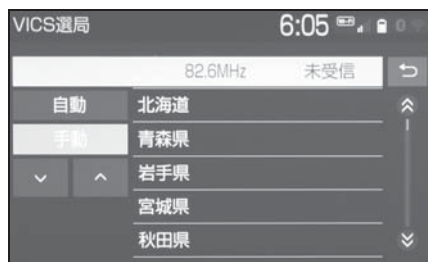 VICS選局 6:05
82.6MHz 未受信
自動 北海道
手動 青森県
岩手県
宮城県
秋田県